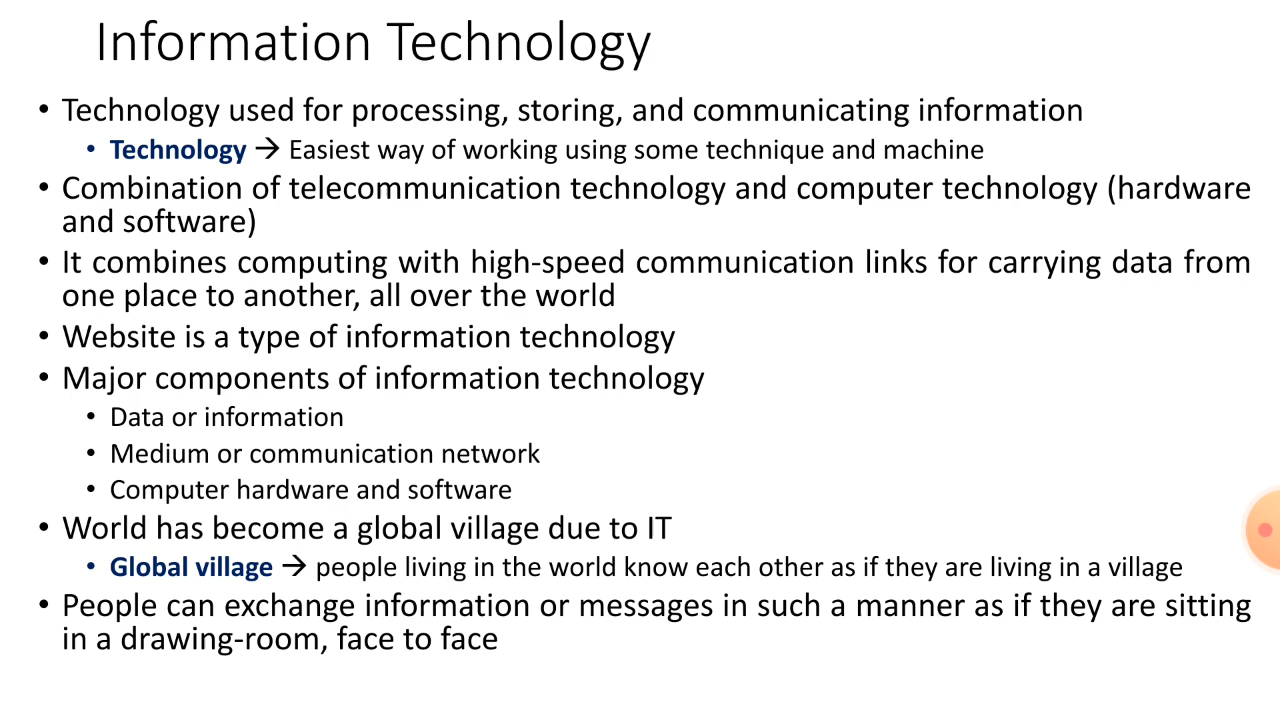 Information Technology
• Technology used for processing, storing, and communicating information
• Technology → Easiest way of working using some technique and machine
• Combination of telecommunication technology and computer technology (hardware
and software)
• It combines computing with high-speed communication links for carrying data from
one place to another, all over the world
• Website is a type of information technology
• Major components of information technology
• Data or information
• Medium or communication network
• Computer hardware and software
• World has become a global village due to IT
• Global village → people living in the world know each other as if they are living in a village
• People can exchange information or messages in such a manner as if they are sitting
in a drawing-room, face to face